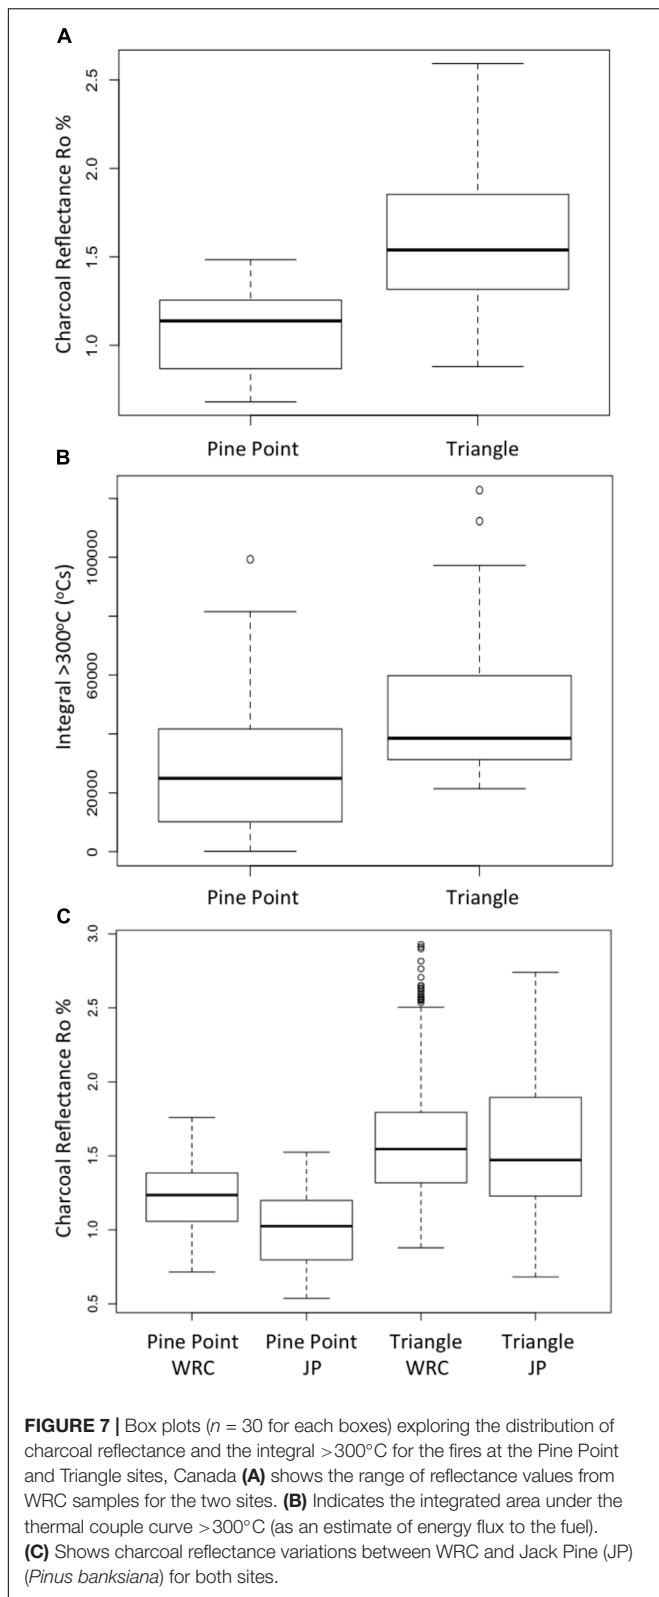 A
Charcoal Reflectance Ro %
2.5
2.0
1.5
1.0
Pine Point Triangle
B
Integral >300°C (°Cs)
100000
60000
20000
0
Pine Point Triangle
C
Charcoal Reflectance Ro %
3.0
2.5
2.0
1.5
1.0
0.5
Pine Point Pine Point Triangle Triangle
WRC JP WRC JP
FIGURE 7 | Box plots (n = 30 for each boxes) exploring the distribution of
charcoal reflectance and the integral >300°C for the fires at the Pine Point
and Triangle sites, Canada (A) shows the range of reflectance values from
WRC samples for the two sites. (B) Indicates the integrated area under the
thermal couple curve >300°C (as an estimate of energy flux to the fuel).
(C) Shows charcoal reflectance variations between WRC and Jack Pine (JP)
(Pinus banksiana) for both sites.